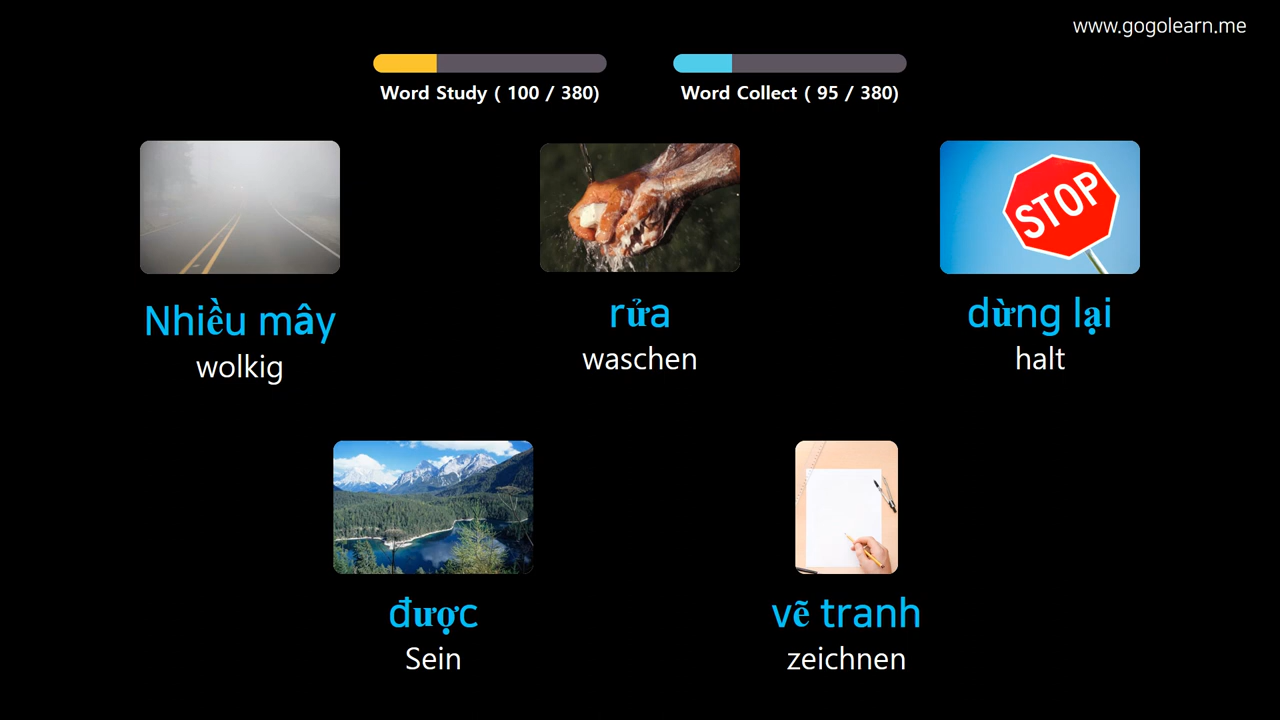 www.gogolearn.me
Word Study ( 100 / 380)
Word Collect ( 95 / 380)
STOP
Nhiều mây
wolkig
rửa
waschen
dừng lại
halt
được
Sein
vẽ tranh
zeichnen